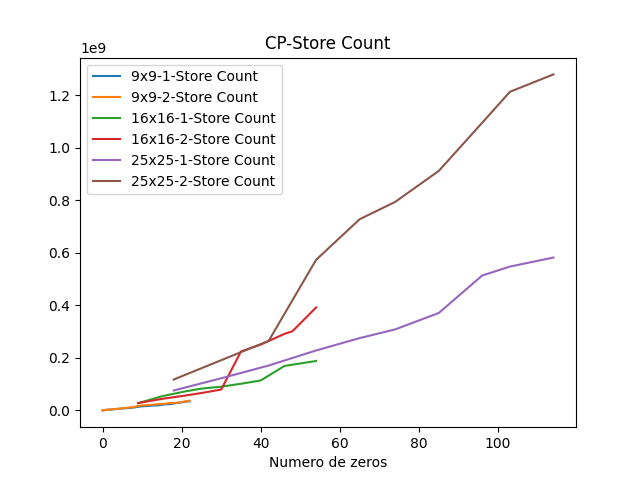 CP-Store Count
1e9
9x9-1-Store Count
9x9-2-Store Count
16x16-1-Store Count
16x16-2-Store Count
25x25-1-Store Count
25x25-2-Store Count
1.2
1.0
0.8
0.6
0.4
0.2
0.0
0 20 40 60 80 100
Numero de zeros